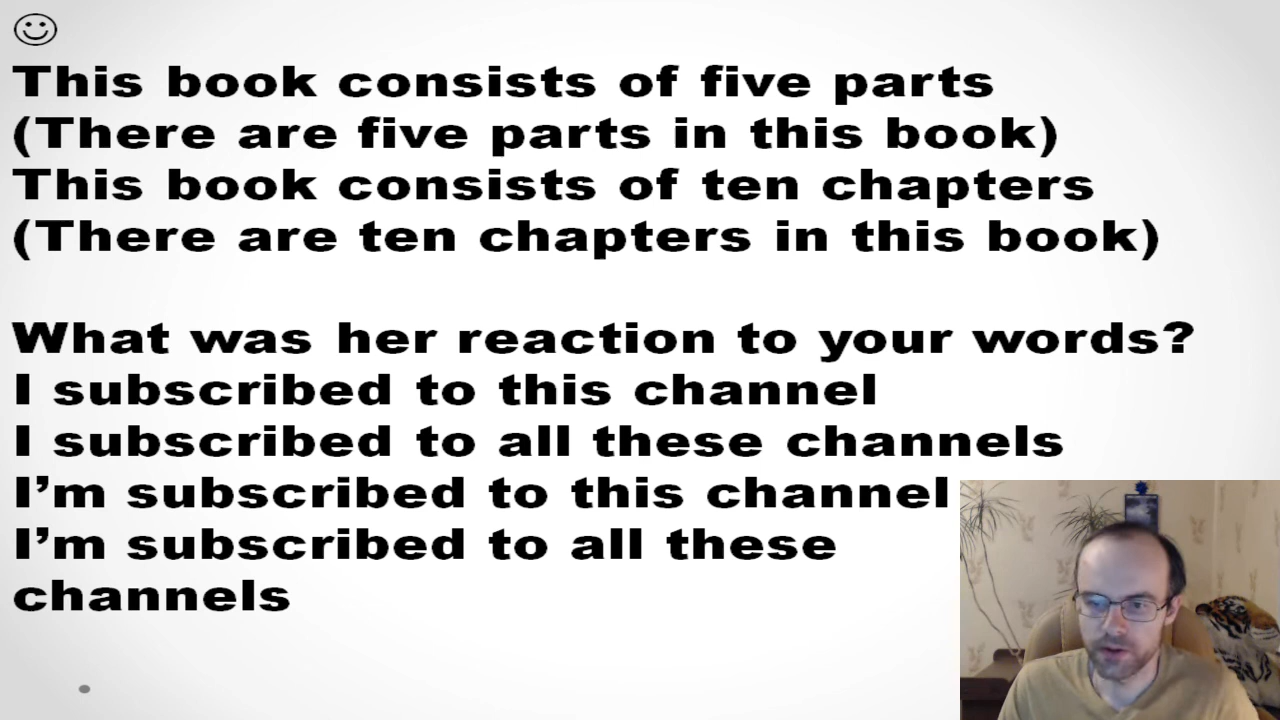 This book consists of five parts
(There are five parts in this book)
This book consists of ten chapters
(There are ten chapters in this book)
What was her reaction to your words?
I subscribed to this channel
I subscribed to all these channels
I’m subscribed to this channel
I’m subscribed to all these
channels